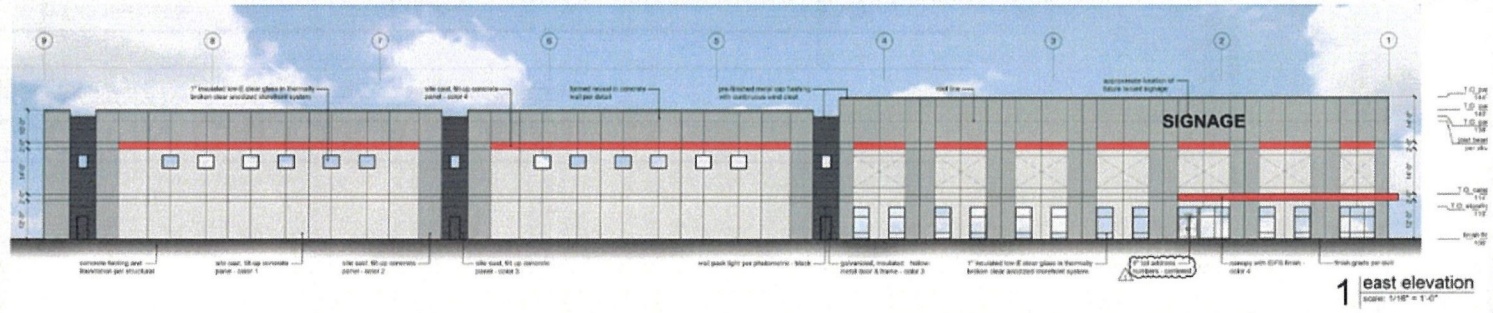 9 8 7 6 5 4 3 2 1
1" insulated low-E clear glass in thermally
broken clear anodized storefront system
site cast, tilt-up concrete
panel - color 4
formed reveal in concrete
wall per detail
pre-finished metal cap flashing
with continuous wind cleat
roof line
approximate location of
future tenant signage
SIGNAGE
concrete footing and
foundation per structural
site cast, tilt-up concrete
panel - color 1
site cast, tilt-up concrete
panel - color 2
site cast, tilt-up concrete
panel - color 3
wall pack light per photometric - black
galvanized, insulated hollow
metal door & frame - color 3
1" insulated low-E clear glass in thermally
broken clear anodized storefront system
tall address
numbers - centered
canopy with EIFS finish -
color 4
finish grade per civil
1 east elevation
scale: 1/16" = 1'-0"